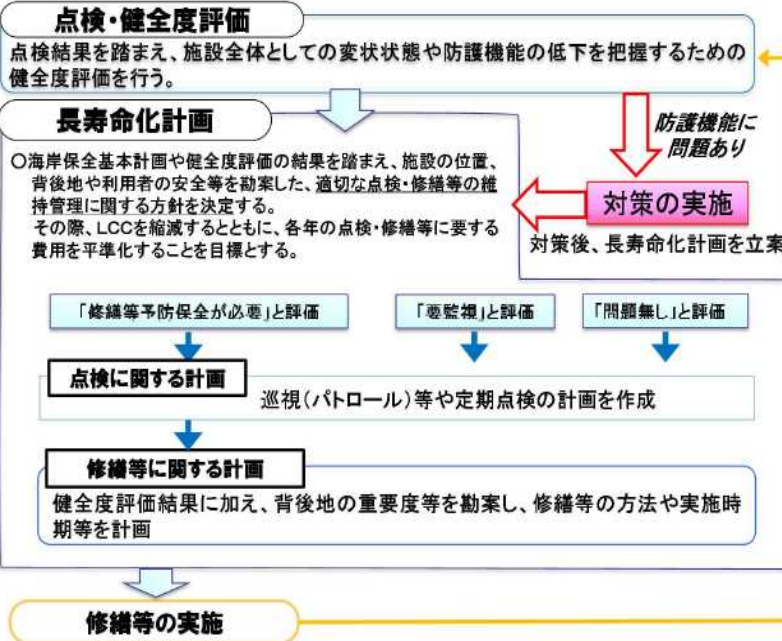 点検・健全度評価
点検結果を踏まえ、施設全体としての変状状態や防護機能の低下を把握するための
健全度評価を行う。
防護機能に
問題あり
長寿命化計画
○海岸保全基本計画や健全度評価の結果を踏まえ、施設の位置、
背後地や利用者の安全等を勘案した、適切な点検・修繕等の維
持管理に関する方針を決定する。
その際、LCCを縮減するとともに、各年の点検・修繕等に要する
費用を平準化することを目標とする。
対策の実施
対策後、長寿命化計画を立案
「修繕等予防保全が必要」と評価
「要監視」と評価
「問題無し」と評価
点検に関する計画
巡視(パトロール)等や定期点検の計画を作成
修繕等に関する計画
健全度評価結果に加え、背後地の重要度等を勘案し、修繕等の方法や実施時
期等を計画
修繕等の実施